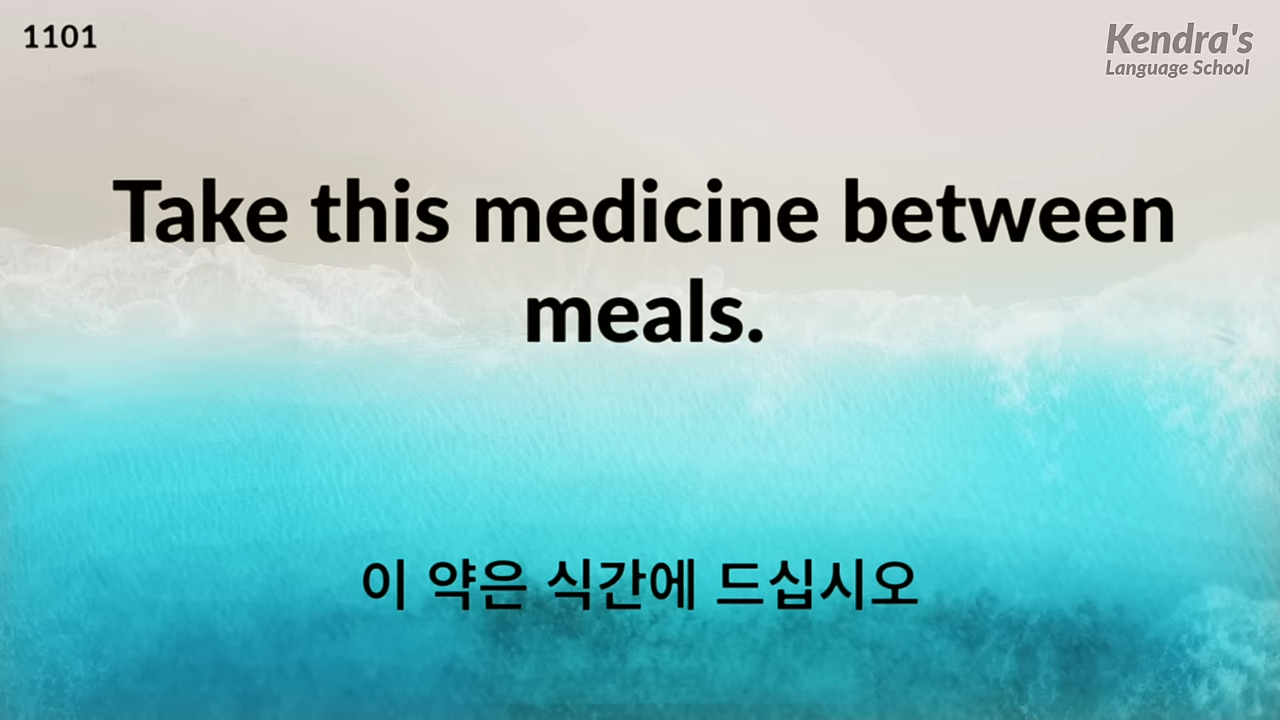 1101
Kendra's
Language School
Take this medicine between
meals.
이 약은 식간에 드십시오